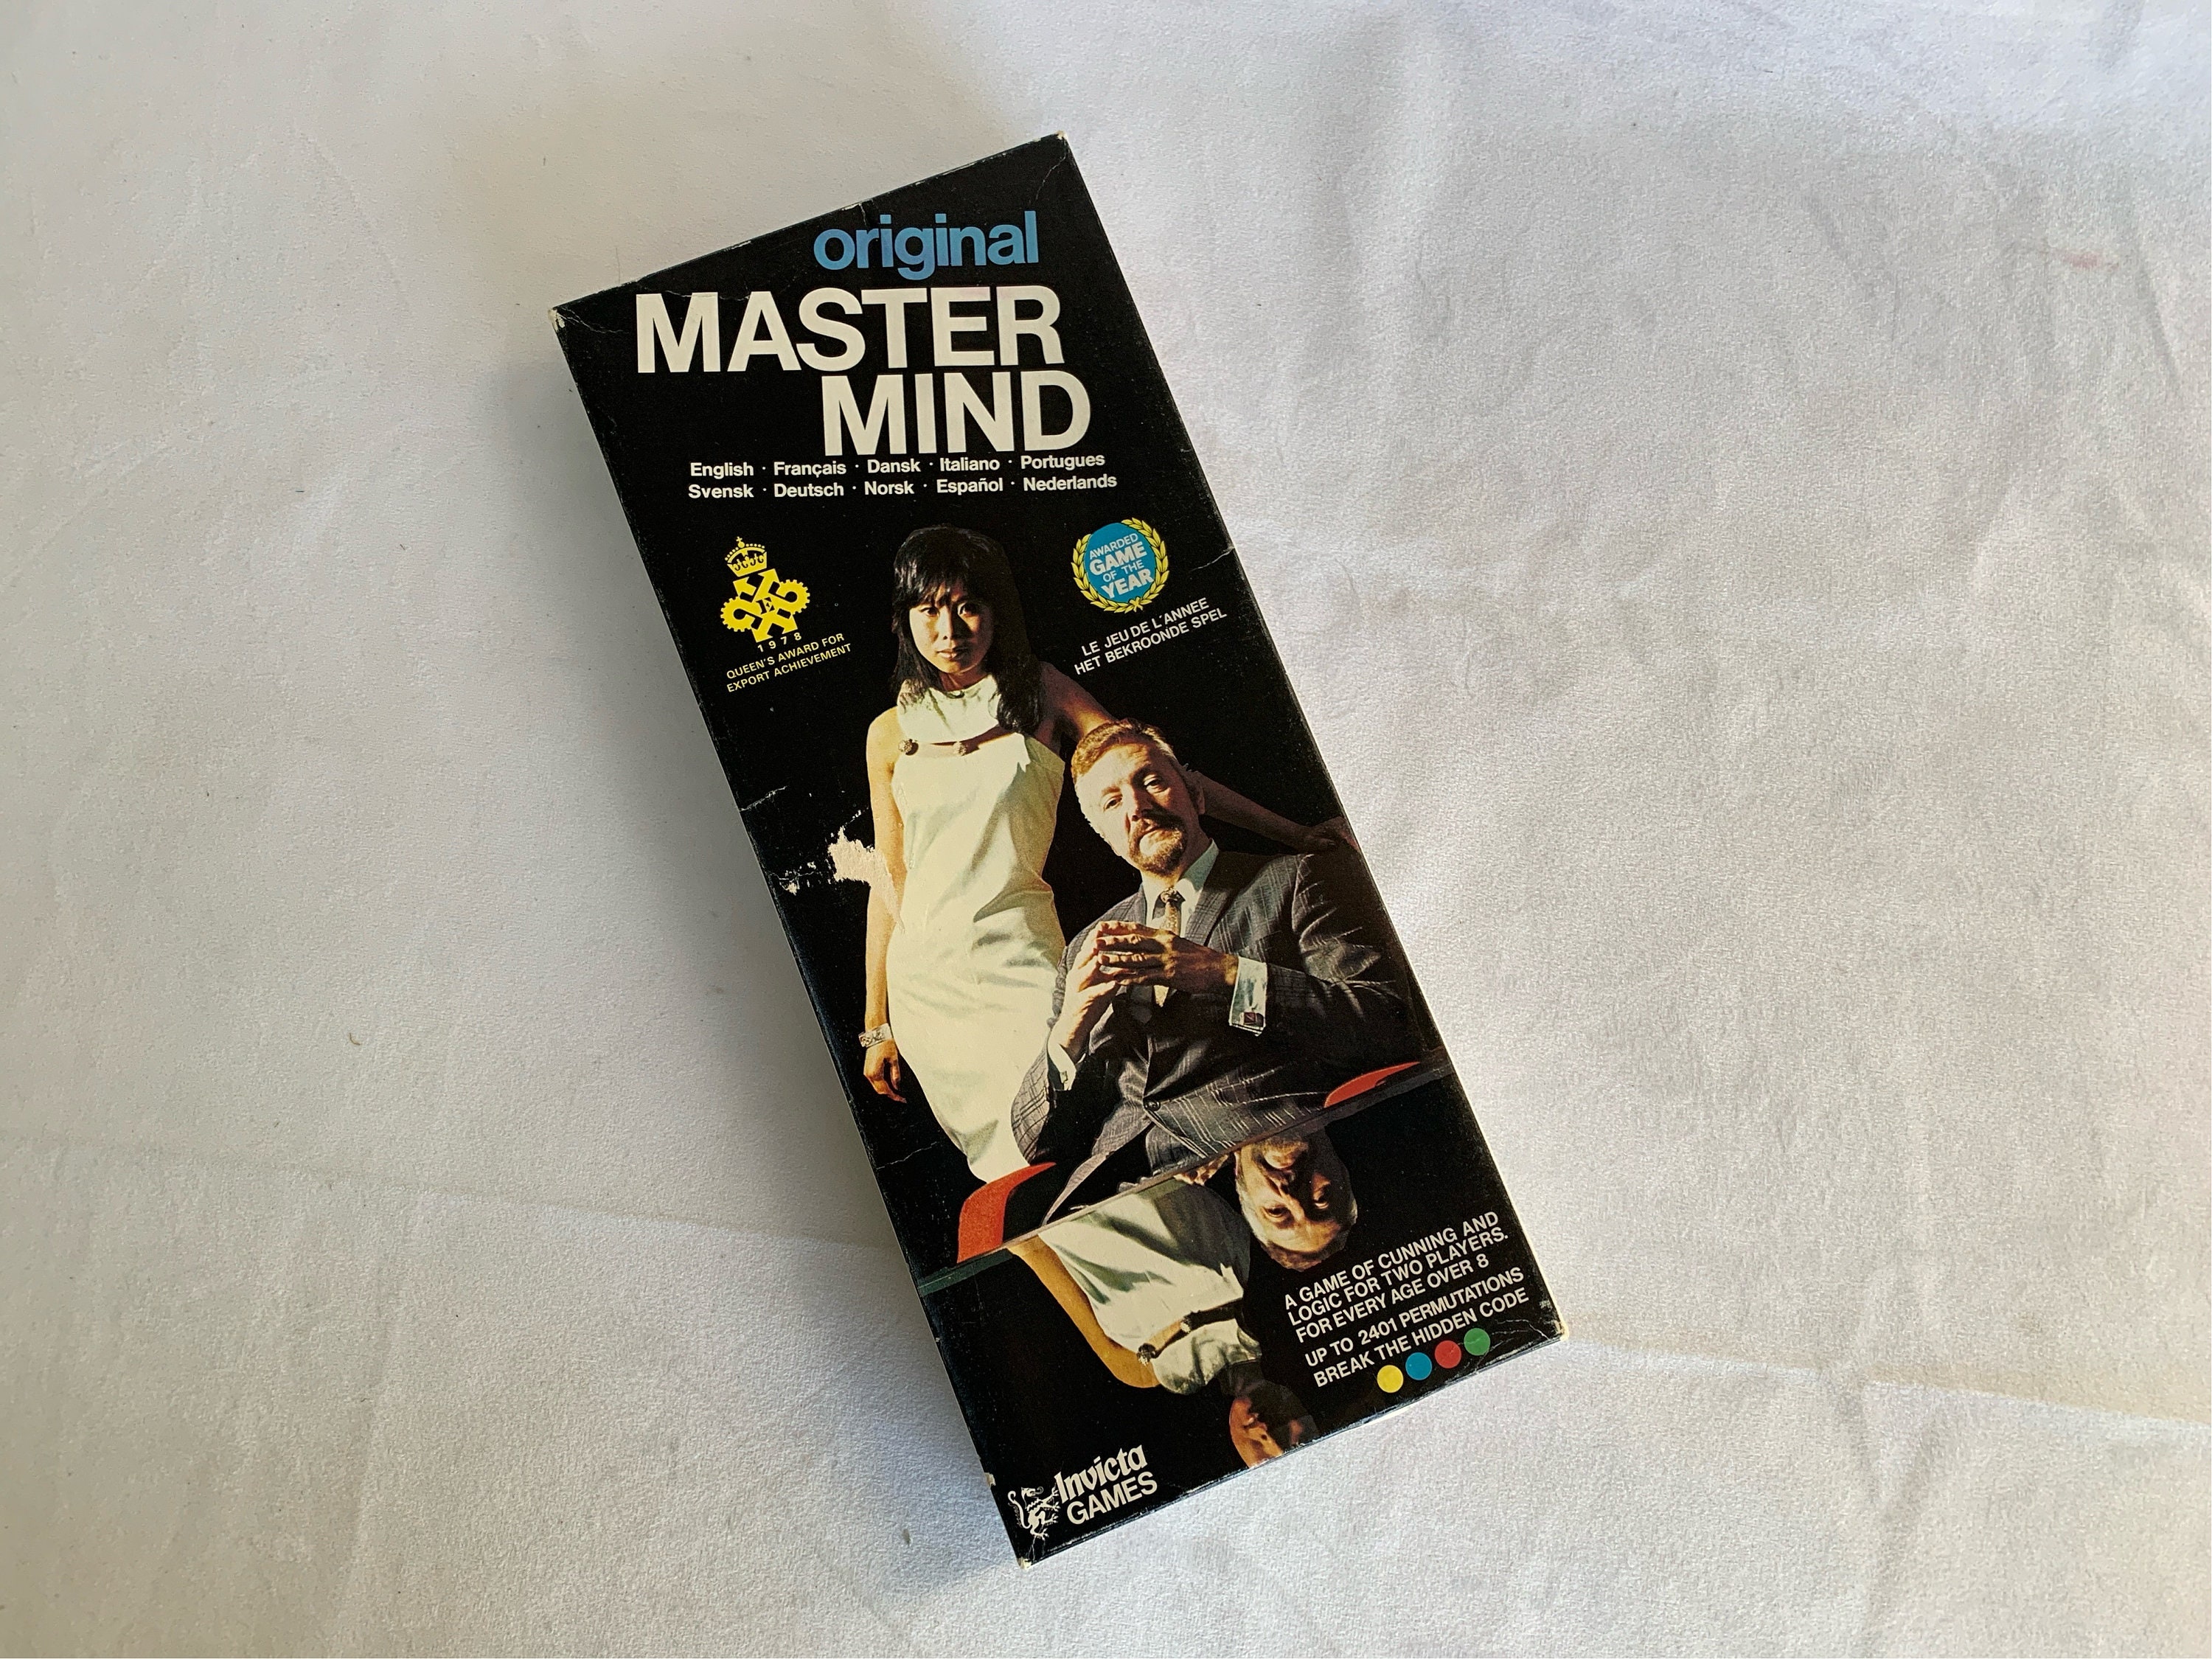 original
MASTER
MIND
English · Français · Dansk · Italiano · Portugues
Svensk · Deutsch · Norsk · Español · Nederlands
E
1978
QUEEN'S AWARD FOR
EXPORT ACHIEVEMENT
AWARDED
GAME
OF THE
YEAR
LE JEU DE L'ANNEE
HET BEKROONDE SPEL
A GAME OF CUNNING AND
LOGIC FOR TWO PLAYERS.
FOR EVERY AGE OVER 8
UP TO 2401 PERMUTATIONS
BREAK THE HIDDEN CODE
Invicta
GAMES